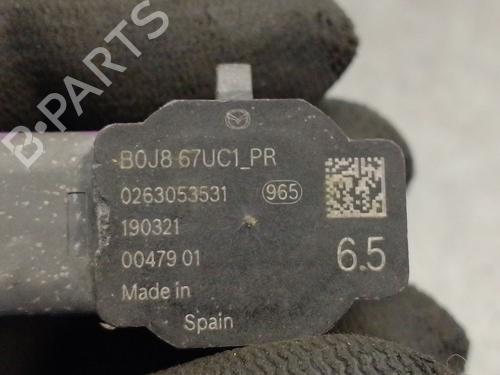 B-PARTS
B0J8 67UC1_PR
0263053531 965
190321
00479 01
6.5
Made in
Spain